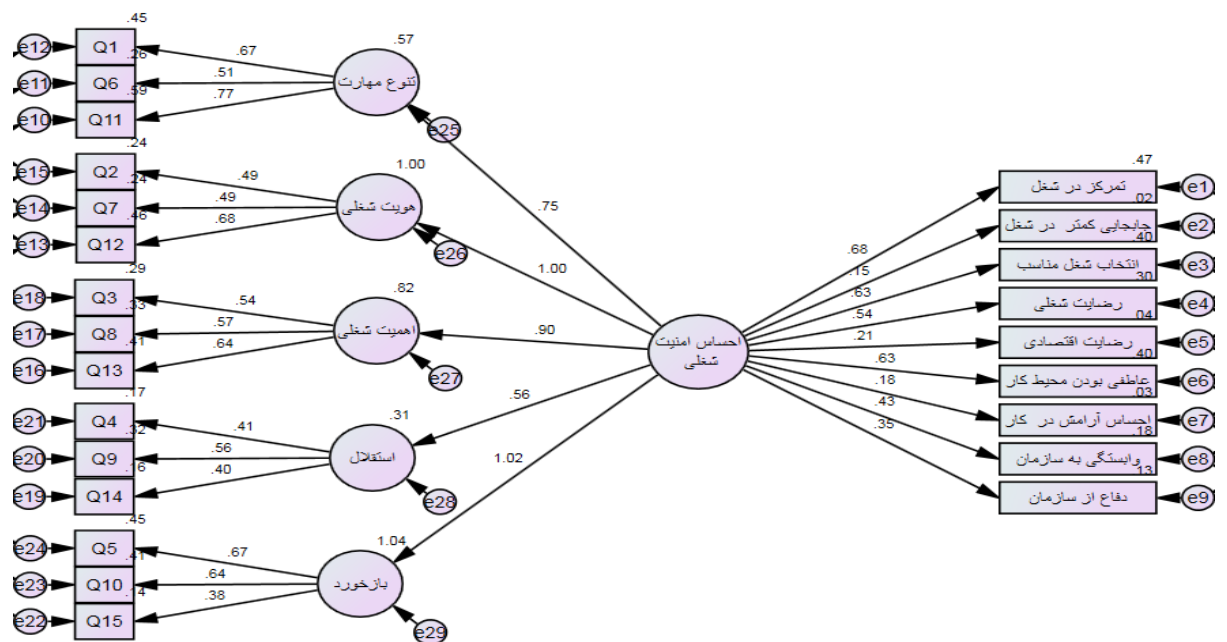 .45
e12
Q1
.67
.26
e11
Q6
.51
.59
e10
Q11
.77
.57
تنوع مهارت
e25
.24
e15
Q2
.49
.24
e14
Q7
.49
.46
e13
Q12
.68
1.00
هویت شغلی
e26
.29
e18
Q3
.54
.33
e17
Q8
.57
.41
e16
Q13
.64
.82
اهمیت شغلی
e27
.17
e21
Q4
.41
.32
e20
Q9
.56
.16
e19
Q14
.40
.31
استقلال
e28
.45
e24
Q5
.67
.41
e23
Q10
.64
.14
e22
Q15
.38
1.04
بازخورد
e29
.75
1.00
.90
.56
1.02
احساس امنیت
شغلی
.68
.15
.63
.54
.21
.63
.18
.43
.35
.47
تمرکز در شغل
e1
.02
جابجایی کمتر در شغل
e2
.40
انتخاب شغل مناسب
e3
.30
رضایت شغلی
e4
.04
رضایت اقتصادی
e5
.40
عاطفی بودن محیط کار
e6
.03
احساس آرامش در کار
e7
.18
وابستگی به سازمان
e8
.13
دفاع از سازمان
e9